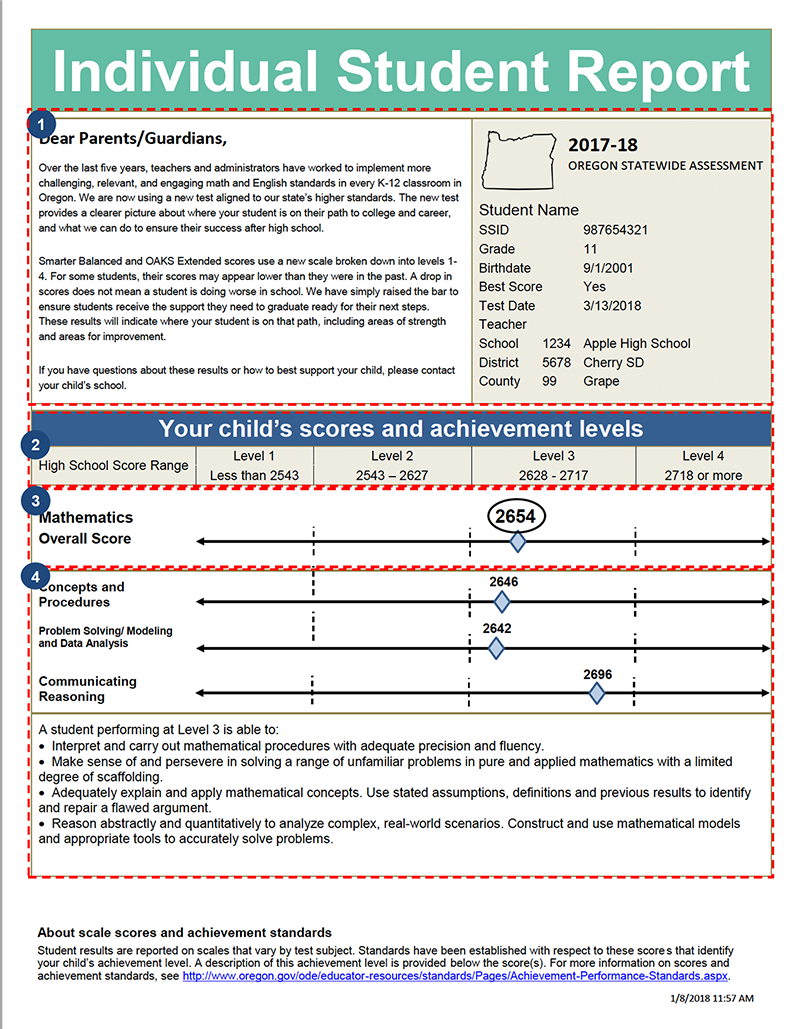 Individual Student Report
1
Dear Parents/Guardians,
Over the last five years, teachers and administrators have worked to implement more
challenging, relevant, and engaging math and English standards in every K-12 classroom in
Oregon. We are now using a new test aligned to our state's higher standards. The new test
provides a clearer picture about where your student is on their path to college and career,
and what we can do to ensure their success after high school.
Smarter Balanced and OAKS Extended scores use a new scale broken down into levels 1-
4. For some students, their scores may appear lower than they were in the past. A drop in
scores does not mean a student is doing worse in school. We have simply raised the bar to
ensure students receive the support they need to graduate ready for their next steps.
These results will indicate where your student is on that path, including areas of strength
and areas for improvement.
If you have questions about these results or how to best support your child, please contact
your child's school.
2017-18
OREGON STATEWIDE ASSESSMENT
Student Name
SSID 987654321
Grade 11
Birthdate 9/1/2001
Best Score Yes
Test Date 3/13/2018
Teacher
School 1234 Apple High School
District 5678 Cherry SD
County 99 Grape
2
Your child's scores and achievement levels
High School Score Range
Level 1 Level 2 Level 3 Level 4
Less than 2543 2543 – 2627 2628 - 2717 2718 or more
3
Mathematics
Overall Score
2654
4
Concepts and
Procedures
2646
Problem Solving/ Modeling
and Data Analysis
2642
Communicating
Reasoning
2696
A student performing at Level 3 is able to:
• Interpret and carry out mathematical procedures with adequate precision and fluency.
• Make sense of and persevere in solving a range of unfamiliar problems in pure and applied mathematics with a limited
degree of scaffolding.
• Adequately explain and apply mathematical concepts. Use stated assumptions, definitions and previous results to identify
and repair a flawed argument.
• Reason abstractly and quantitatively to analyze complex, real-world scenarios. Construct and use mathematical models
and appropriate tools to accurately solve problems.
About scale scores and achievement standards
Student results are reported on scales that vary by test subject. Standards have been established with respect to these scores that identify
your child's achievement level. A description of this achievement level is provided below the score(s). For more information on scores and
achievement standards, see http://www.oregon.gov/ode/educator-resources/standards/Pages/Achievement-Performance-Standards.aspx.
1/8/2018 11:57 AM